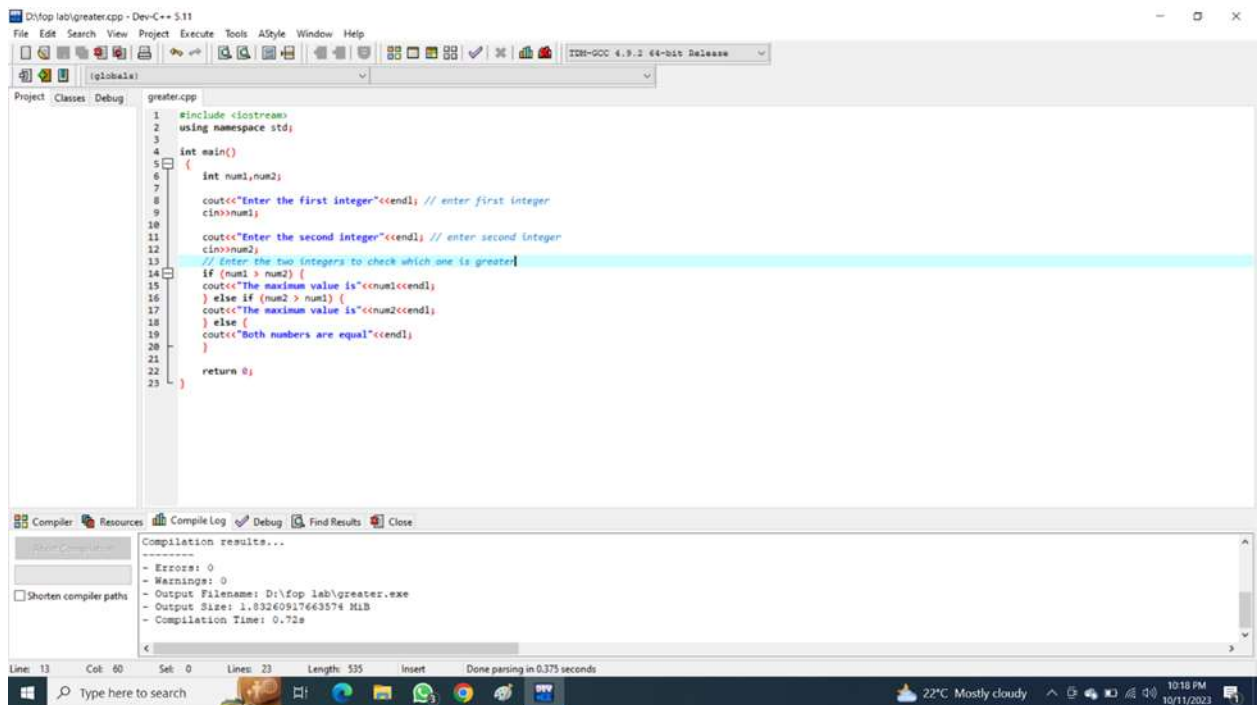 D:\fop lab\greater.cpp - Dev-C++ 5.11
File Edit Search View Project Execute Tools AStyle Window Help
TDM-GCC 4.9.2 64-bit Release
(globals)
Project Classes Debug greater.cpp
1 #include <iostream>
2 using namespace std;
3
4 int main()
5 {
6 int num1,num2;
7
8 cout<<"Enter the first integer"<<endl; // enter first integer
9 cin>>num1;
10
11 cout<<"Enter the second integer"<<endl; // enter second integer
12 cin>>num2;
13 // Enter the two integers to check which one is greater
14 if (num1 > num2) {
15 cout<<"The maximum value is"<<num1<<endl;
16 } else if (num2 > num1) {
17 cout<<"The maximum value is"<<num2<<endl;
18 } else {
19 cout<<"Both numbers are equal"<<endl;
20 }
21
22 return 0;
23 }
Compiler Resources Compile Log Debug Find Results Close
Compilation results...
--------
- Errors: 0
- Warnings: 0
Shorten compiler paths - Output Filename: D:\fop lab\greater.exe
- Output Size: 1.83260917663574 MiB
- Compilation Time: 0.72s
Line: 13 Col: 60 Sel: 0 Lines: 23 Length: 535 Insert Done parsing in 0.375 seconds
Type here to search 22°C Mostly cloudy 10:18 PM
10/11/2023